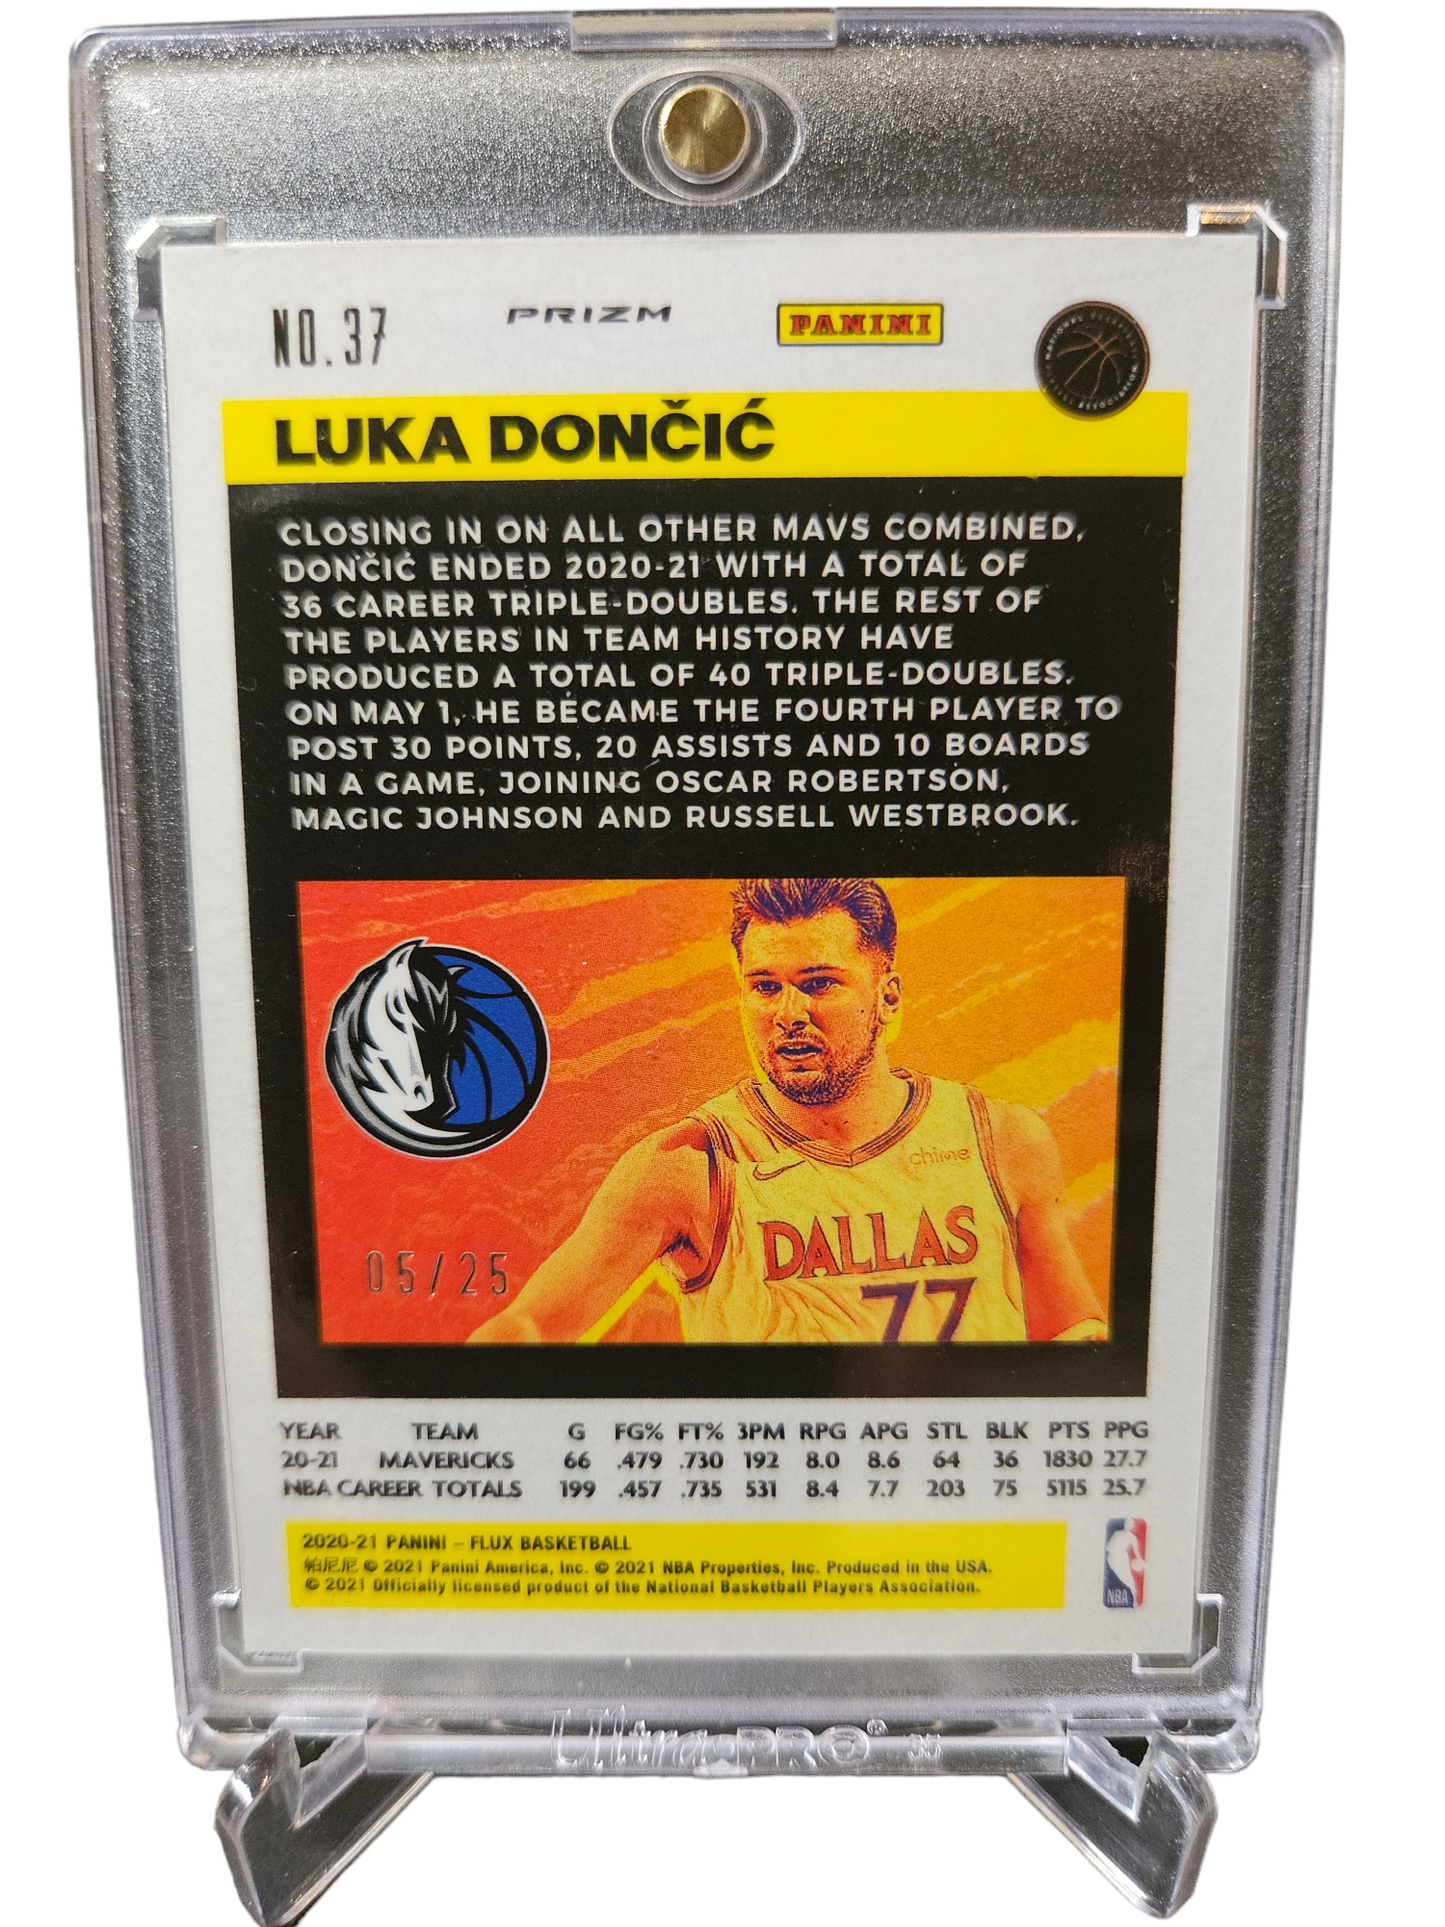 NO.37 PRIZM PANINI
NATIONAL BASKETBALL
ASSOCIATION
LUKA DONČIĆ
CLOSING IN ON ALL OTHER MAVS COMBINED,
DONČIĆ ENDED 2020-21 WITH A TOTAL OF
36 CAREER TRIPLE-DOUBLES. THE REST OF
THE PLAYERS IN TEAM HISTORY HAVE
PRODUCED A TOTAL OF 40 TRIPLE-DOUBLES.
ON MAY 1, HE BECAME THE FOURTH PLAYER TO
POST 30 POINTS, 20 ASSISTS AND 10 BOARDS
IN A GAME, JOINING OSCAR ROBERTSON,
MAGIC JOHNSON AND RUSSELL WESTBROOK.
chime
DALLAS
77
05/25
YEAR TEAM G FG% FT% 3PM RPG APG STL BLK PTS PPG
20-21 MAVERICKS 66 .479 .730 192 8.0 8.6 64 36 1830 27.7
NBA CAREER TOTALS 199 .457 .735 531 8.4 7.7 203 75 5115 25.7
2020-21 PANINI – FLUX BASKETBALL
帕尼尼 © 2021 Panini America, Inc. © 2021 NBA Properties, Inc. Produced in the USA.
© 2021 Officially licensed product of the National Basketball Players Association.
NBA
Ultra•PRO® 35